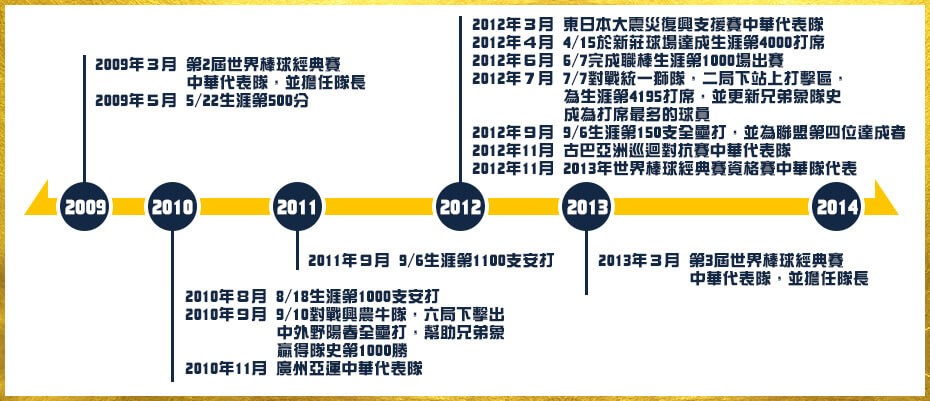 2009年3月 第2屆世界棒球經典賽
中華代表隊，並擔任隊長
2009年5月 5/22生涯第500分
2012年3月 東日本大震災復興支援賽中華代表隊
2012年4月 4/15於新莊球場達成生涯第4000打席
2012年6月 6/7完成職棒生涯第1000場出賽
2012年7月 7/7對戰統一獅隊，二局下站上打擊區，
為生涯第4195打席，並更新兄弟象隊史
成為打席最多的球員
2012年9月 9/6生涯第150支全壘打，並為聯盟第四位達成者
2012年11月 古巴亞洲巡迴對抗賽中華代表隊
2012年11月 2013年世界棒球經典賽資格賽中華隊代表
2009 2010 2011 2012 2013 2014
2011年9月 9/6生涯第1100支安打
2010年8月 8/18生涯第1000支安打
2010年9月 9/10對戰興農牛隊，六局下擊出
中外野陽春全壘打，幫助兄弟象
贏得隊史第1000勝
2010年11月 廣州亞運中華代表隊
2013年3月 第3屆世界棒球經典賽
中華代表隊，並擔任隊長